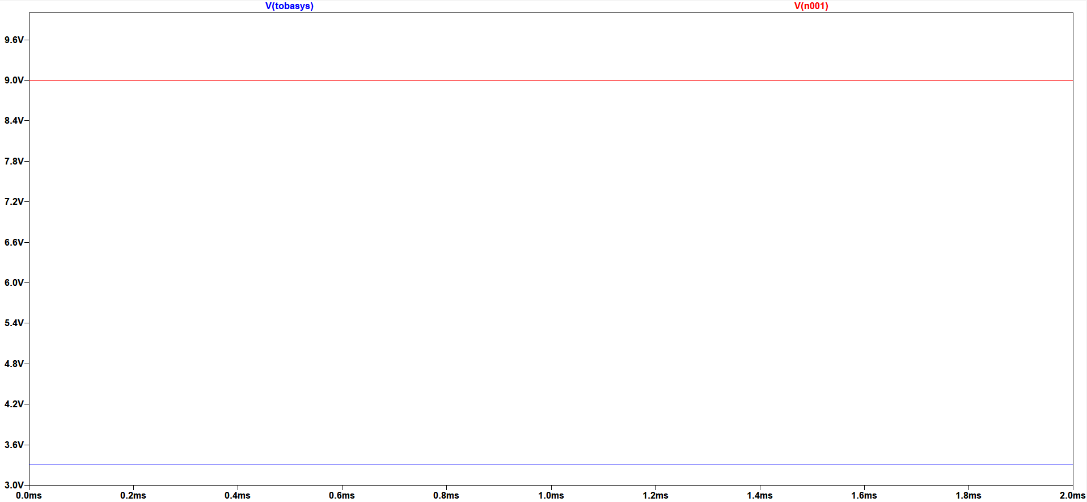 V(tobasys) V(n001)
9.6V
9.0V
8.4V
7.8V
7.2V
6.6V
6.0V
5.4V
4.8V
4.2V
3.6V
3.0V
0.0ms 0.2ms 0.4ms 0.6ms 0.8ms 1.0ms 1.2ms 1.4ms 1.6ms 1.8ms 2.0ms